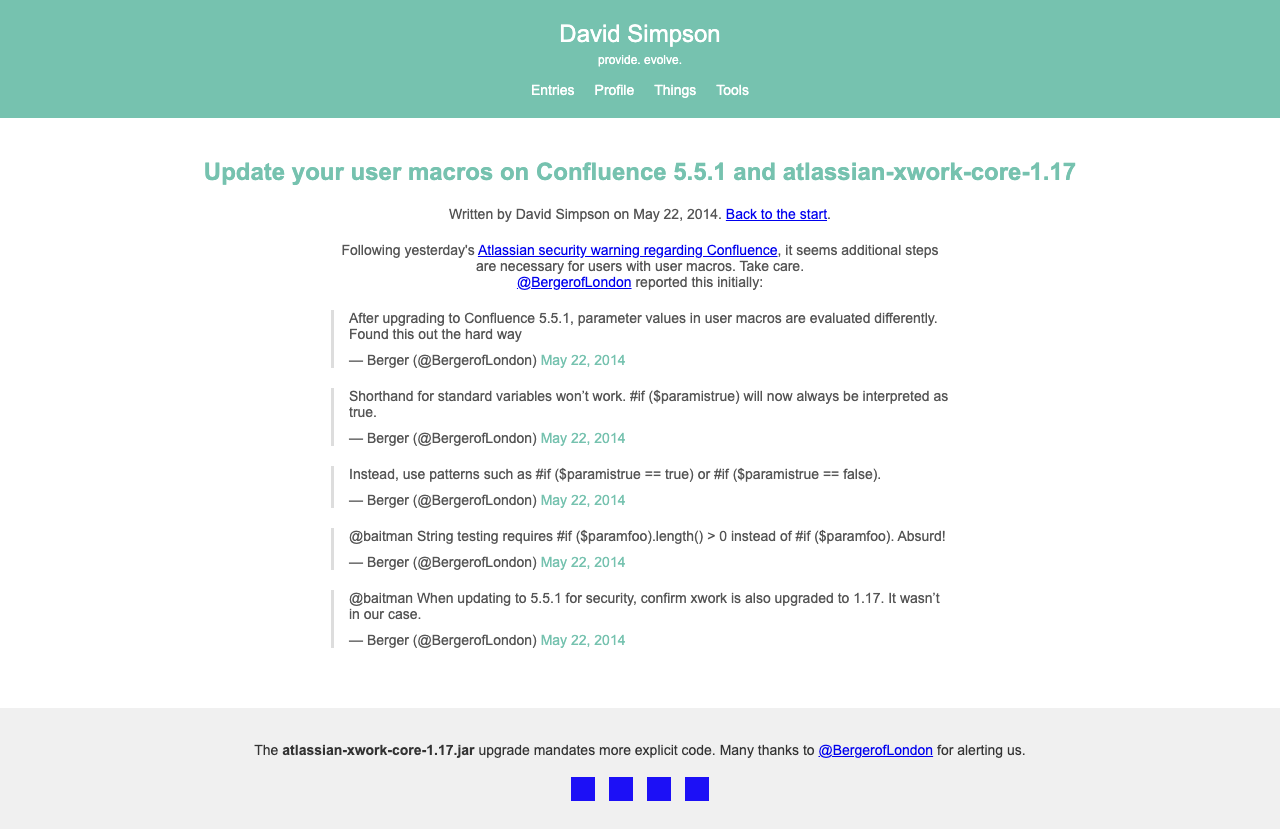 David Simpson
provide. evolve.
Entries Profile Things Tools
Update your user macros on Confluence 5.5.1 and atlassian-xwork-core-1.17
Written by David Simpson on May 22, 2014. Back to the start.
Following yesterday's Atlassian security warning regarding Confluence, it seems additional steps
are necessary for users with user macros. Take care.
@BergerofLondon reported this initially:
After upgrading to Confluence 5.5.1, parameter values in user macros are evaluated differently.
Found this out the hard way
— Berger (@BergerofLondon) May 22, 2014
Shorthand for standard variables won’t work. #if ($paramistrue) will now always be interpreted as
true.
— Berger (@BergerofLondon) May 22, 2014
Instead, use patterns such as #if ($paramistrue == true) or #if ($paramistrue == false).
— Berger (@BergerofLondon) May 22, 2014
@baitman String testing requires #if ($paramfoo).length() > 0 instead of #if ($paramfoo). Absurd!
— Berger (@BergerofLondon) May 22, 2014
@baitman When updating to 5.5.1 for security, confirm xwork is also upgraded to 1.17. It wasn’t
in our case.
— Berger (@BergerofLondon) May 22, 2014
The atlassian-xwork-core-1.17.jar upgrade mandates more explicit code. Many thanks to @BergerofLondon for alerting us.